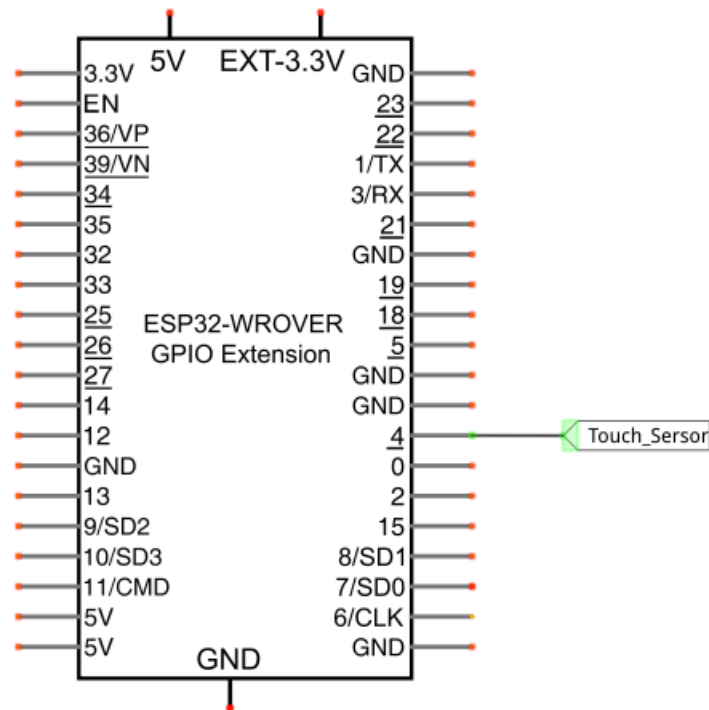 5V EXT-3.3V
3.3V GND
EN 23
36/VP 22
39/VN 1/TX
34 3/RX
35 21
32 GND
33 19
25 18
ESP32-WROVER
26 5
GPIO Extension
27 GND
14 GND
12 4 Touch_Sersor
GND 0
13 2
9/SD2 15
10/SD3 8/SD1
11/CMD 7/SD0
5V 6/CLK
5V GND
GND